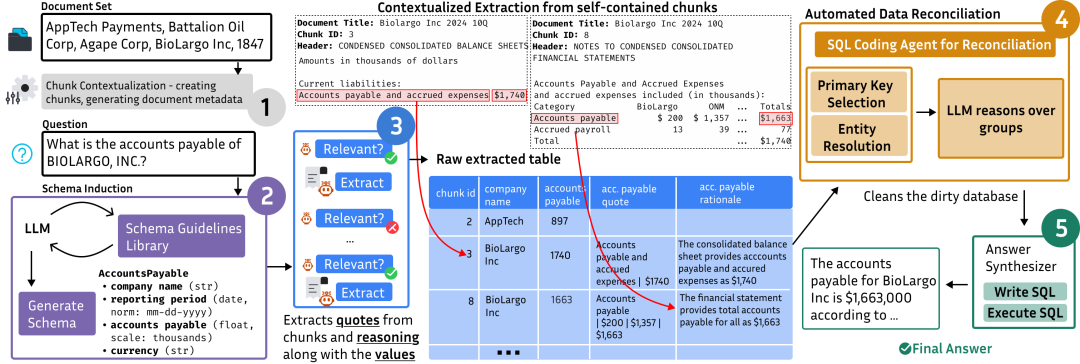 Document Set
AppTech Payments, Battalion Oil
Corp, Agape Corp, BioLargo Inc, 1847
Chunk Contextualization - creating
chunks, generating document metadata
1
Question
What is the accounts payable of
BIOLARGO, INC.?
Schema Induction
2
LLM
Schema Guidelines
Library
Generate
Schema
AccountsPayable
• company name (str)
• reporting period (date,
norm: mm-dd-yyyy)
• accounts payable (float,
scale: thousands)
• currency (str)
Contextualized Extraction from self-contained chunks
Document Title: Biolargo Inc 2024 10Q
Chunk ID: 3
Header: CONDENSED CONSOLIDATED BALANCE SHEETS
Amounts in thousands of dollars
Current liabilities:
Accounts payable and accrued expenses $1,740
Document Title: Biolargo Inc 2024 10Q
Chunk ID: 8
Header: NOTES TO CONDENSED CONSOLIDATED
FINANCIAL STATEMENTS
Accounts Payable and Accrued Expenses
and accrued expenses included (in thousands):
Category BioLargo ONM ... Totals
Accounts payable $ 200 $ 1,357 ... $1,663
Accrued payroll 13 39 ... 77
Total ... $1,740
3
Relevant?
Extract
Relevant?
...
Relevant?
Extract
Extracts quotes from
chunks and reasoning
along with the values
Raw extracted table
chunk id company name accounts payable acc. payable quote acc. payable rationale
2 AppTech 897
3 BioLargo Inc 1740 Accounts payable and accrued expenses | $1740 The consolidated balance sheet provides acccounts payable and accured expenses as $1,740
8 BioLargo Inc 1663 Accounts payable | $200 | $1,357 | $1,663 The financial statement provides total accounts payable for all as $1,663
...
Automated Data Reconciliation
4
SQL Coding Agent for Reconciliation
Primary Key
Selection
Entity
Resolution
LLM reasons over
groups
Cleans the dirty database
5
Answer
Synthesizer
Write SQL
Execute SQL
The accounts
payable for BioLargo
Inc is $1,663,000
according to ...
Final Answer